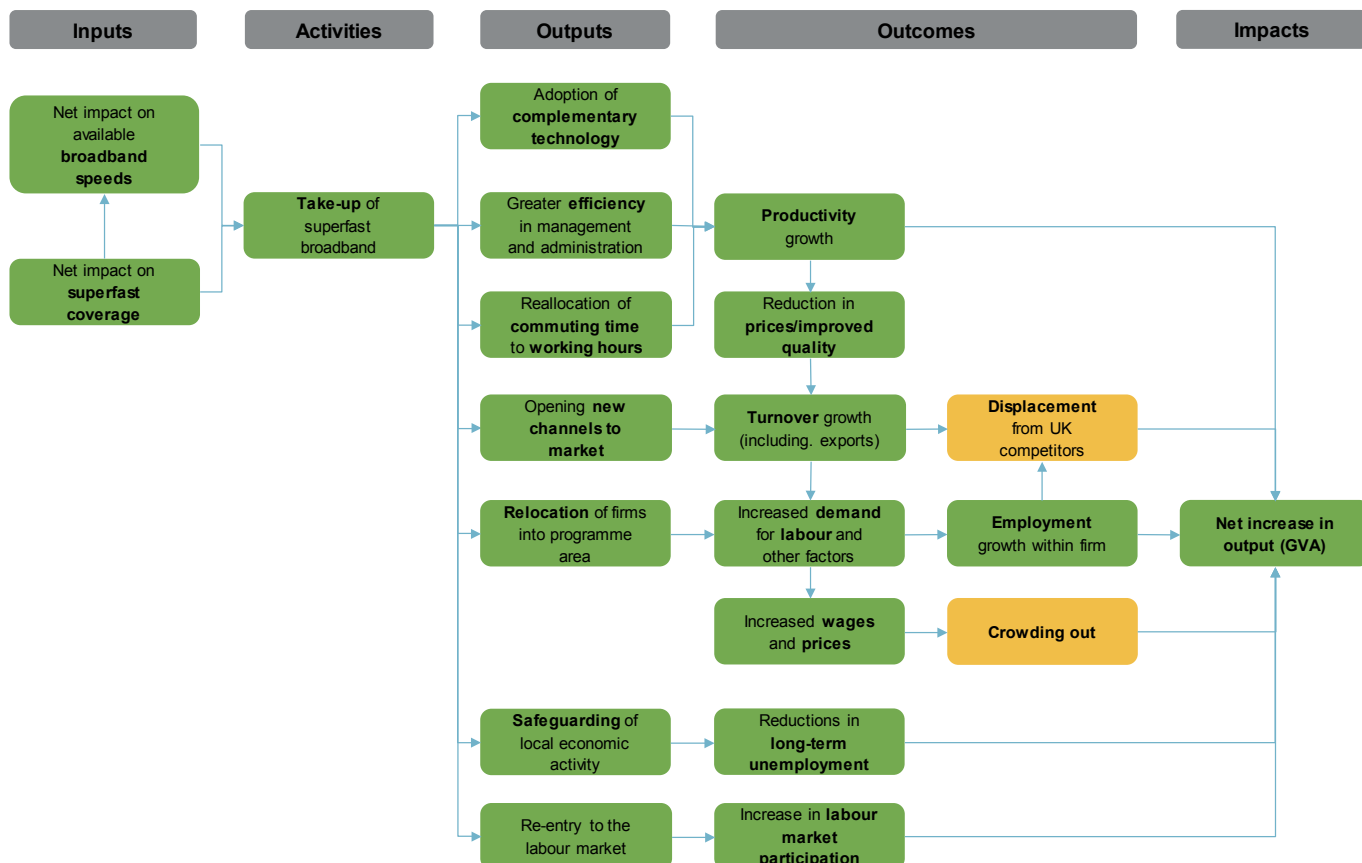 Inputs
Activities
Outputs
Outcomes
Impacts
Net impact on
available
broadband
speeds
Net impact on
superfast
coverage
Take-up of
superfast
broadband
Adoption of
complementary
technology
Greater efficiency
in management
and administration
Reallocation of
commuting time
to working hours
Opening new
channels to
market
Relocation of firms
into programme
area
Safeguarding of
local economic
activity
Re-entry to the
labour market
Productivity
growth
Reduction in
prices/improved
quality
Turnover growth
(including. exports)
Increased demand
for labour and
other factors
Increased wages
and prices
Reductions in
long-term
unemployment
Increase in labour
market
participation
Displacement
from UK
competitors
Employment
growth within firm
Crowding out
Net increase in
output (GVA)